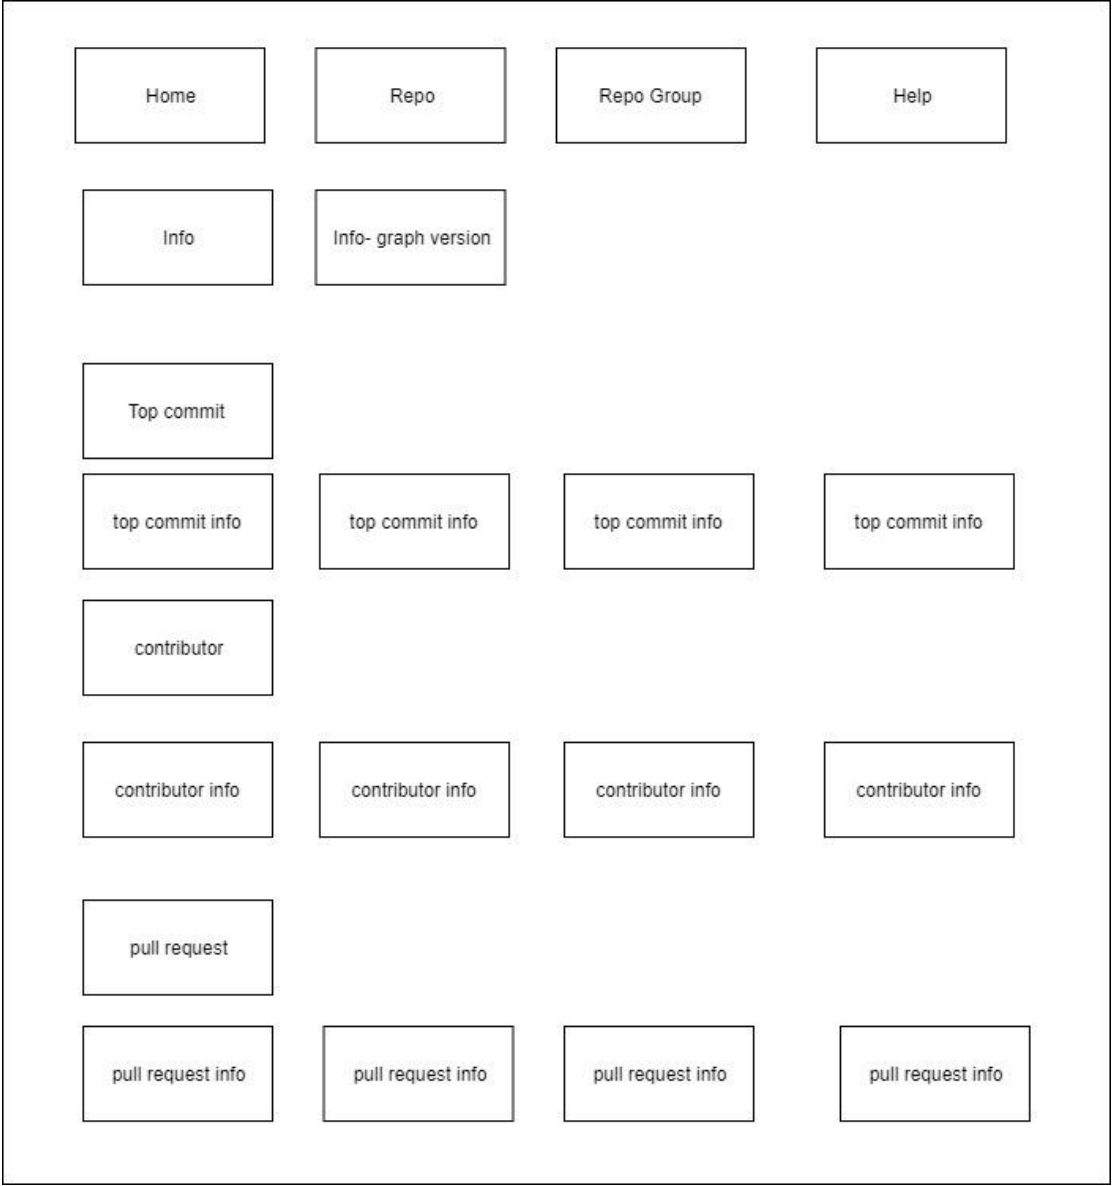 Home
Repo
Repo Group
Help
Info
Info- graph version
Top commit
top commit info
top commit info
top commit info
top commit info
contributor
contributor info
contributor info
contributor info
contributor info
pull request
pull request info
pull request info
pull request info
pull request info